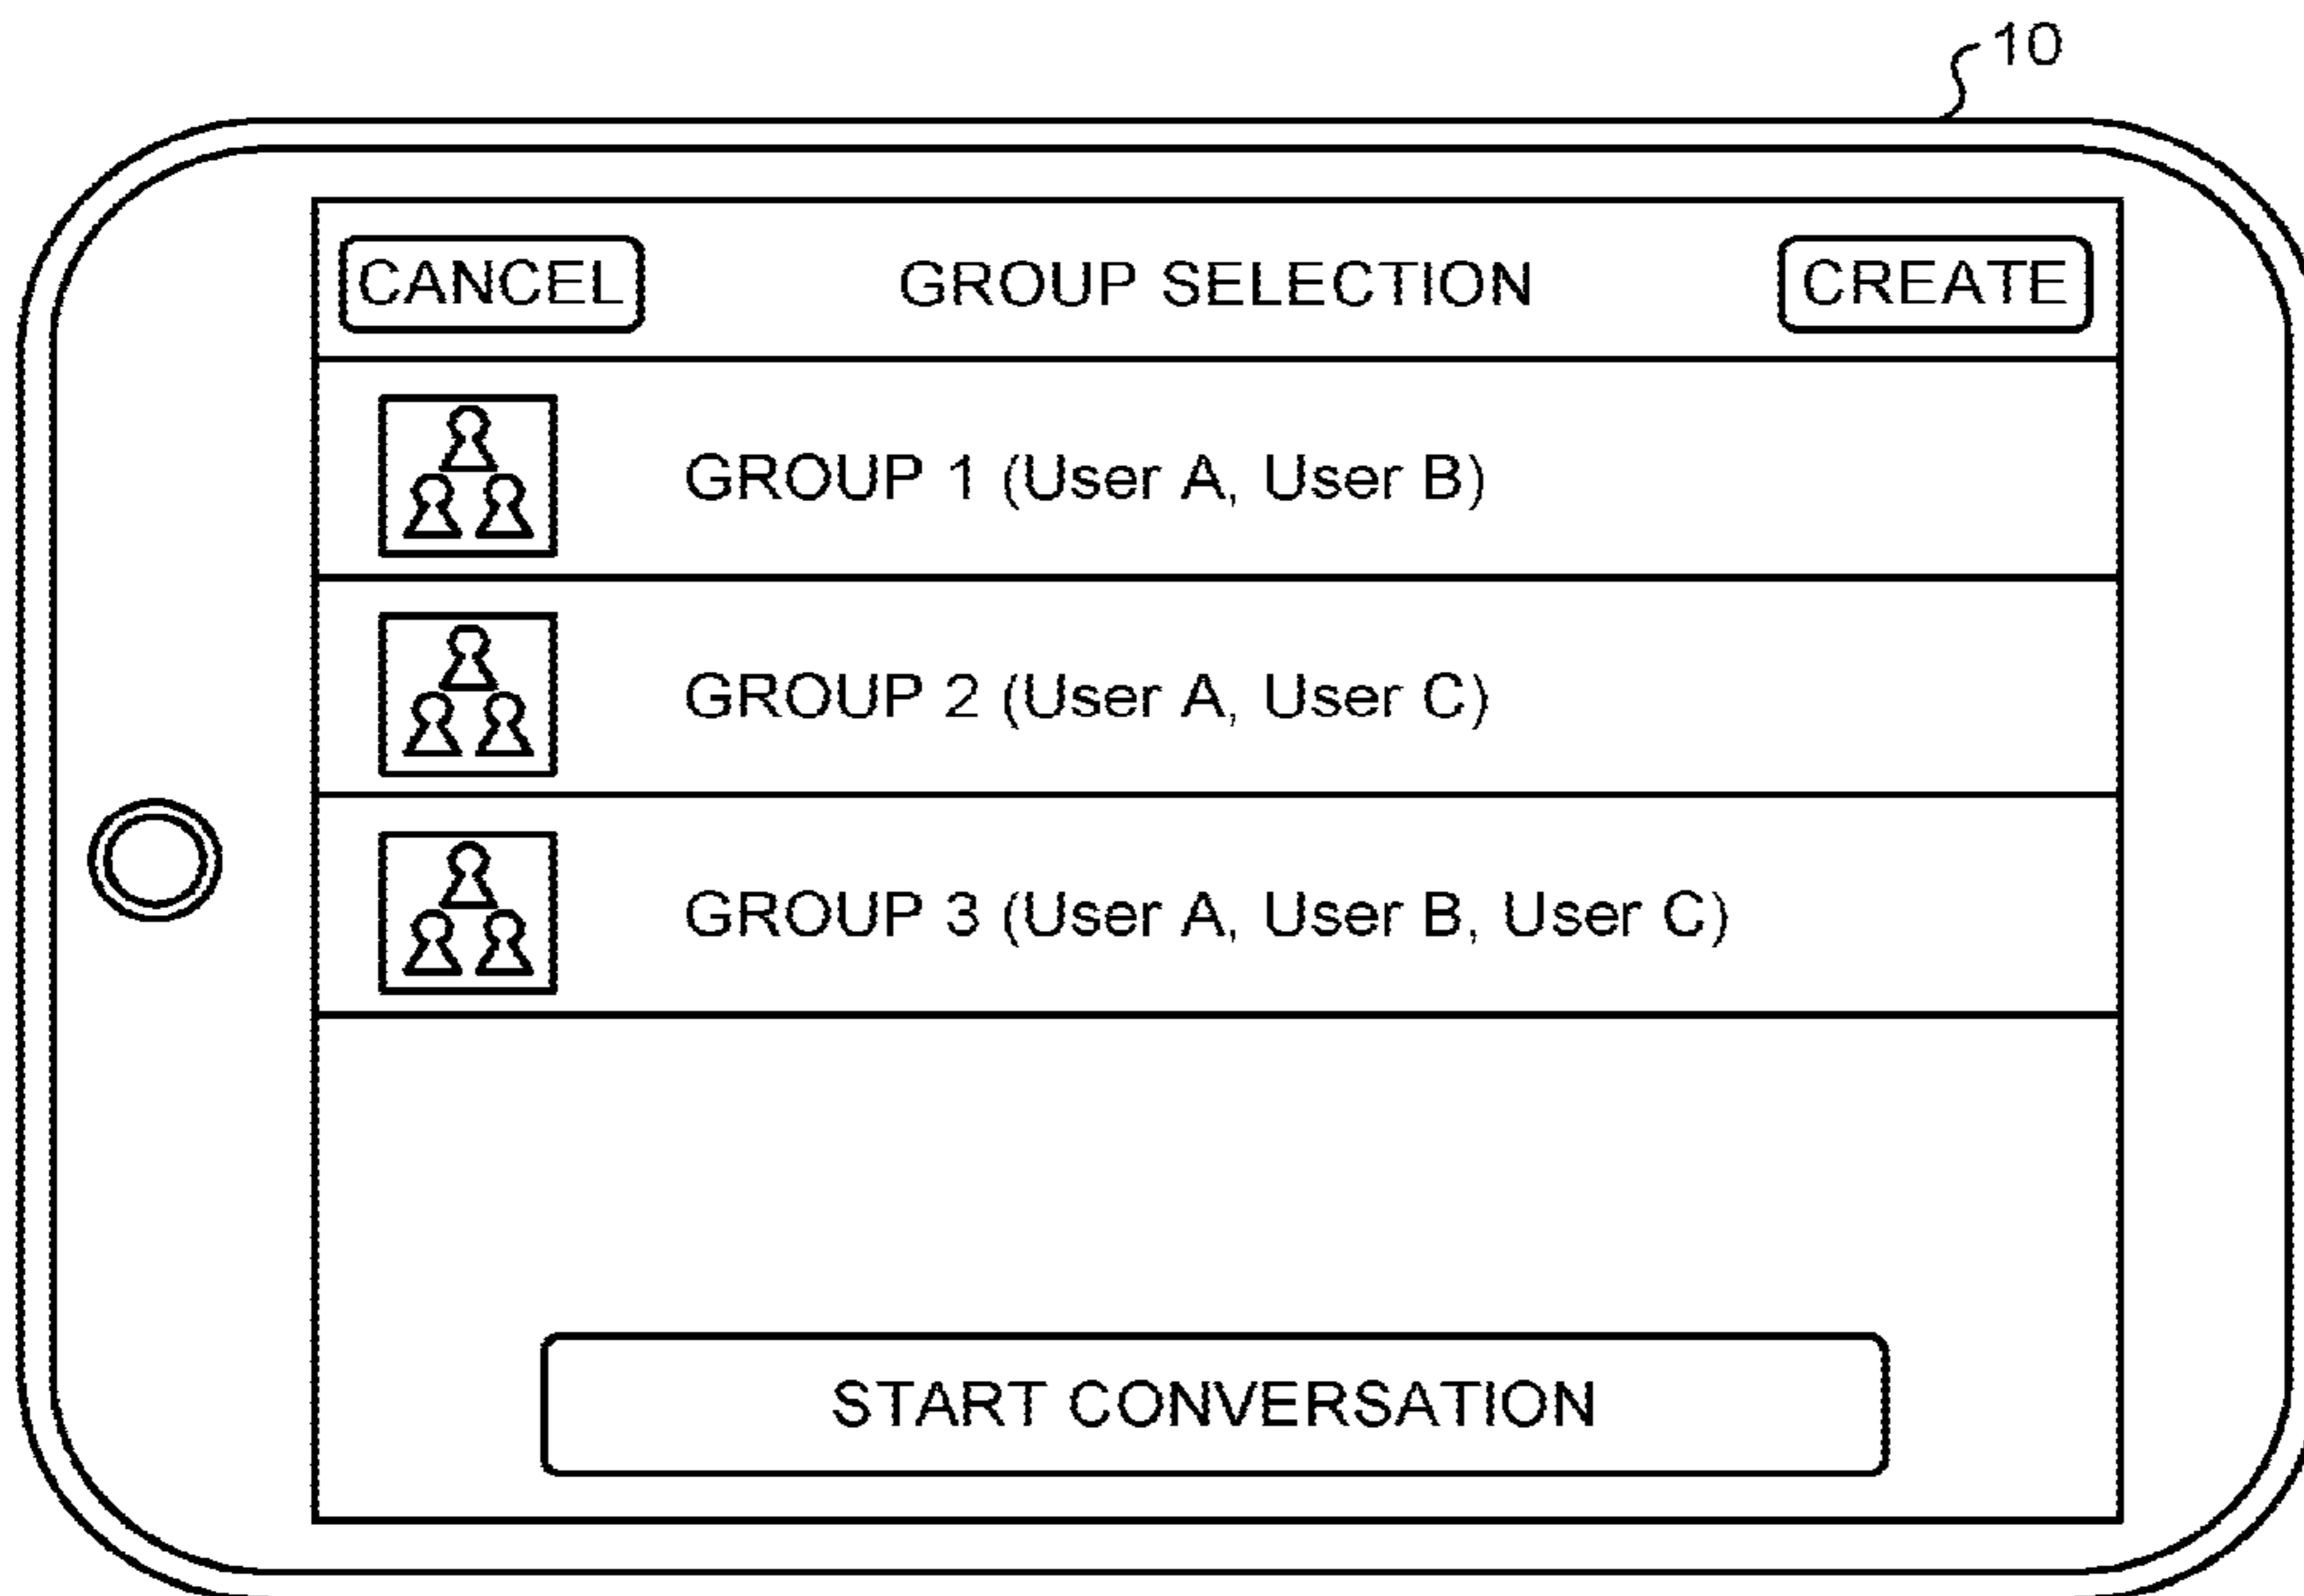 10
CANCEL GROUP SELECTION CREATE
GROUP 1 (User A, User B)
GROUP 2 (User A, User C)
GROUP 3 (User A, User B, User C)
START CONVERSATION